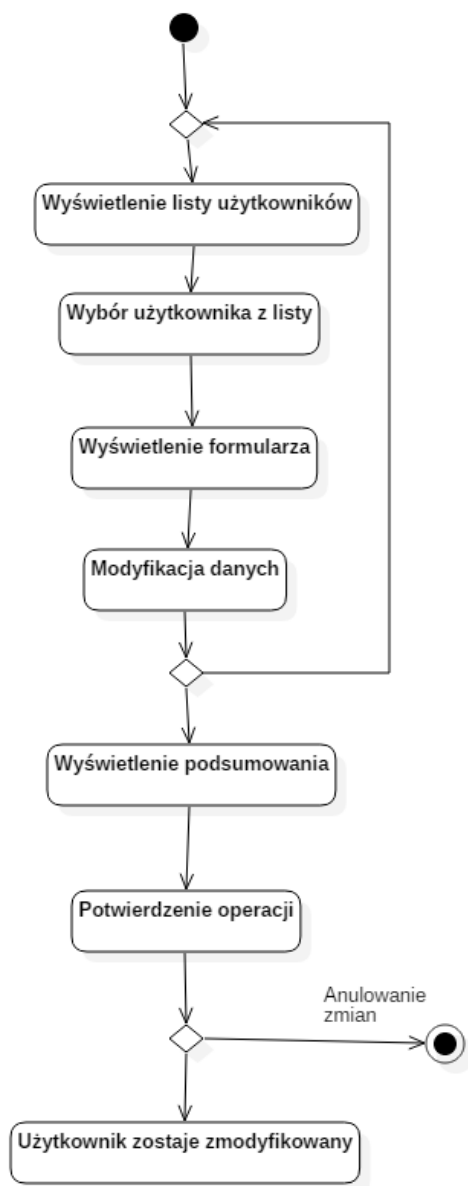 Wyświetlenie listy użytkowników
Wybór użytkownika z listy
Wyświetlenie formularza
Modyfikacja danych
Wyświetlenie podsumowania
Potwierdzenie operacji
Anulowanie
zmian
Użytkownik zostaje zmodyfikowany